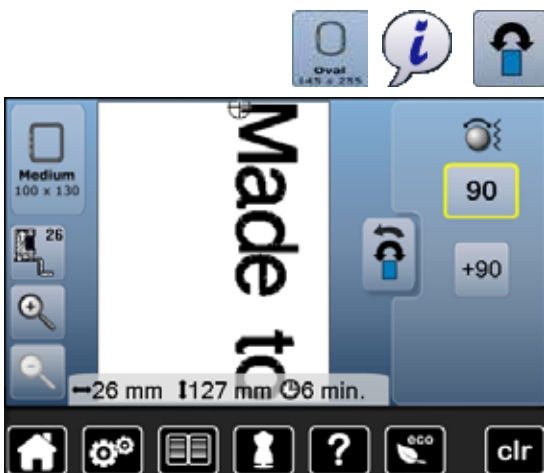 Oval
145 x 255
i
Medium
100 x 130
26
Made to
90
+90
26 mm 127 mm 6 min.
?
eco
clr